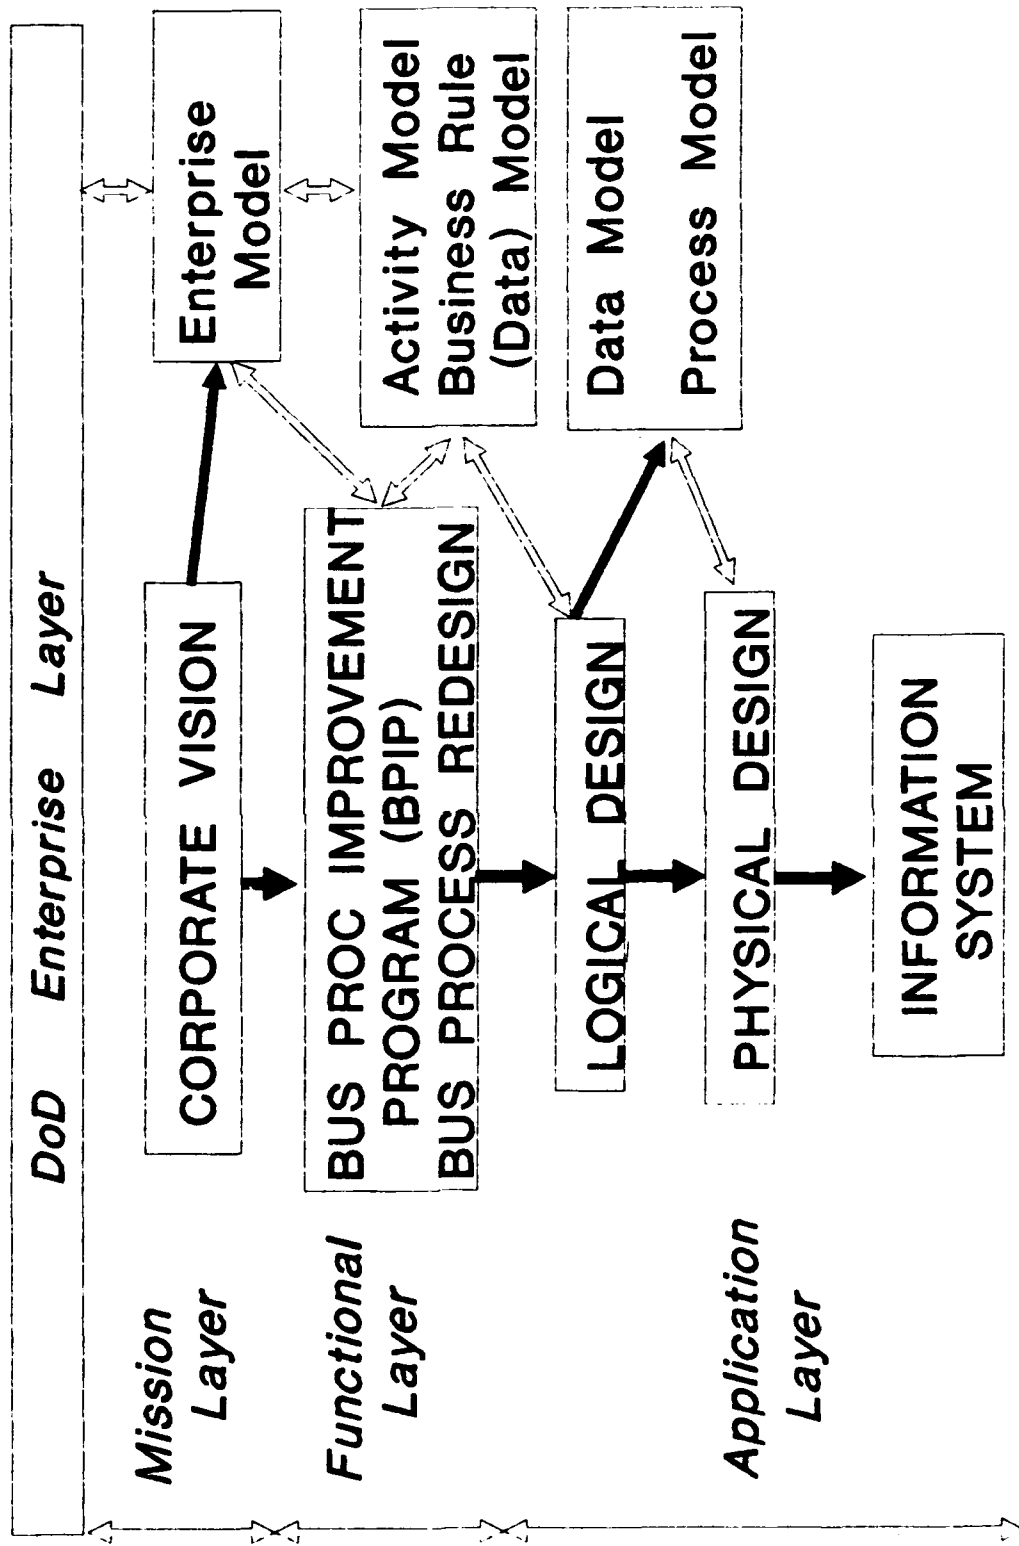 DoD Enterprise Layer
Mission
Layer
CORPORATE VISION
Enterprise
Model
Functional
Layer
BUS PROC IMPROVEMENT
PROGRAM (BPIP)
BUS PROCESS REDESIGN
Activity Model
Business Rule
(Data) Model
Application
Layer
LOGICAL DESIGN
Data Model
Process Model
PHYSICAL DESIGN
INFORMATION
SYSTEM